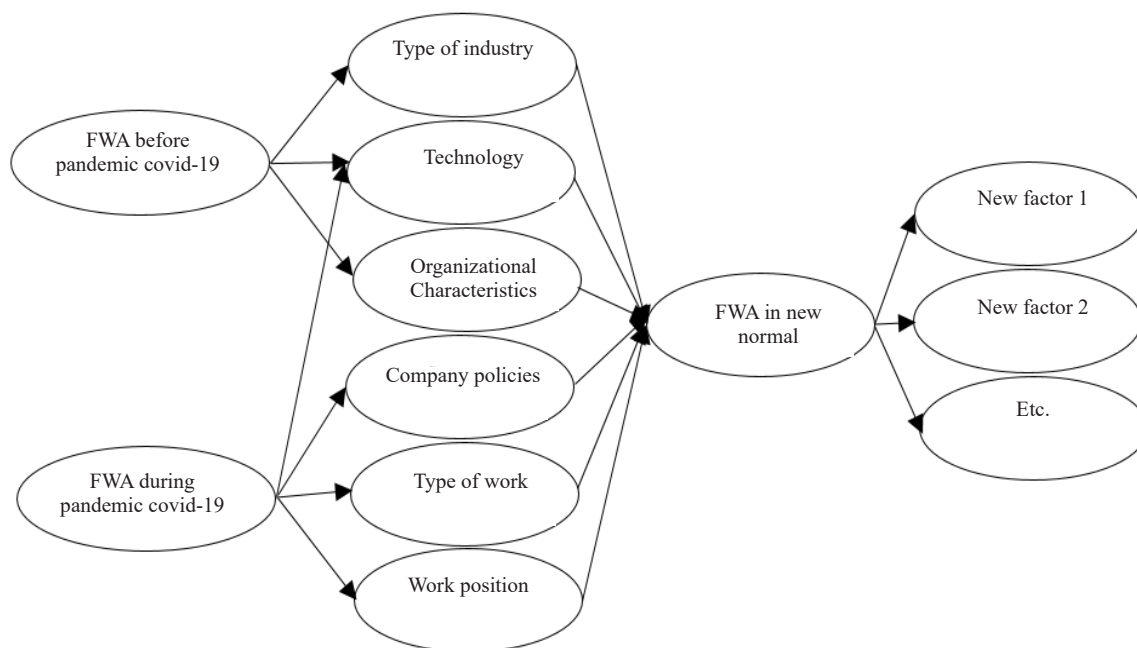 Type of industry
FWA before
pandemic covid-19
Technology
New factor 1
Organizational
Characteristics
FWA in new
normal
New factor 2
Company policies
Etc.
FWA during
pandemic covid-19
Type of work
Work position